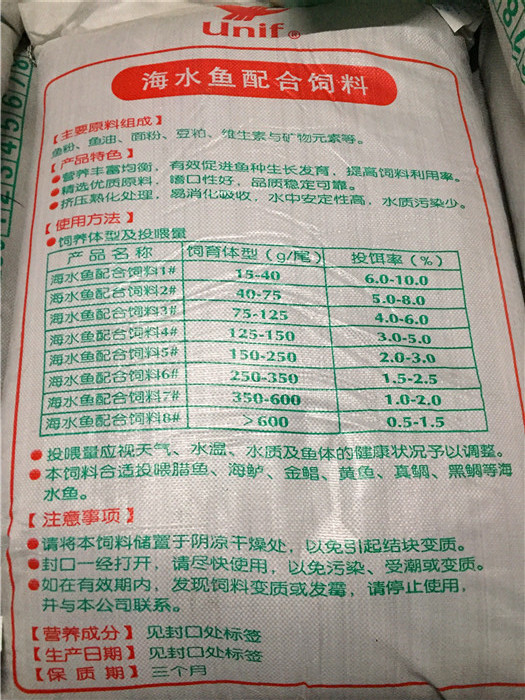 unif®
海水鱼配合饲料
【主要原料组成】
鱼粉、鱼油、面粉、豆粕、维生素与矿物元素等。
【产品特色】
●营养丰富均衡，有效促进鱼种生长发育，提高饲料利用率。
●精选优质原料，嗜口性好，品质稳定可靠。
●挤压熟化处理，易消化吸收，水中安定性高，水质污染少。
【使用方法】
●饲养体型及投喂量
产品名称 饲育体型（g/尾） 投饵率（%）
海水鱼配合饲料1# 15-40 6.0-10.0
海水鱼配合饲料2# 40-75 5.0-8.0
海水鱼配合饲料3# 75-125 4.0-6.0
海水鱼配合饲料4# 125-150 3.0-5.0
海水鱼配合饲料5# 150-250 2.0-3.0
海水鱼配合饲料6# 250-350 1.5-2.5
海水鱼配合饲料7# 350-600 1.0-2.0
海水鱼配合饲料8# ＞600 0.5-1.5
●投喂量应视天气、水温、水质及鱼体的健康状况予以调整。
●本饲料合适投喂腊鱼、海鲈、金鲳、黄鱼、真鲷、黑鲷等海
水鱼。
【注意事项】
●请将本饲料储置于阴凉干燥处，以免引起结块变质。
●封口一经打开，请尽快使用，以免污染、受潮或变质。
●如在有效期内，发现饲料变质或发霉，请停止使用，
并与本公司联系。
【营养成分】见封口处标签
【生产日期】见封口处标签
【保质期】三个月